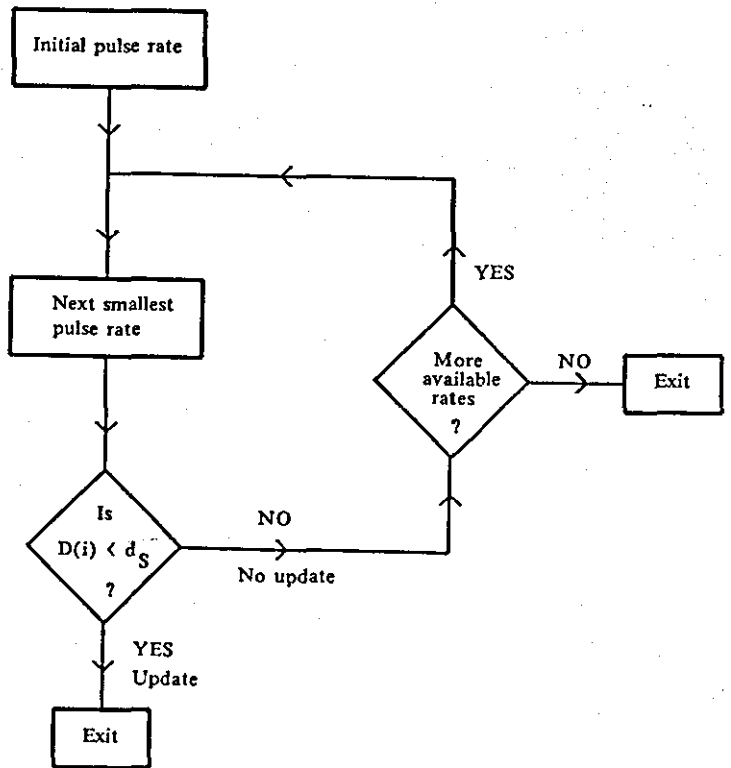 Initial pulse rate
Next smallest
pulse rate
Is
D(i) < d_S
?
YES
Update
Exit
NO
No update
More
available
rates
?
YES
NO
Exit